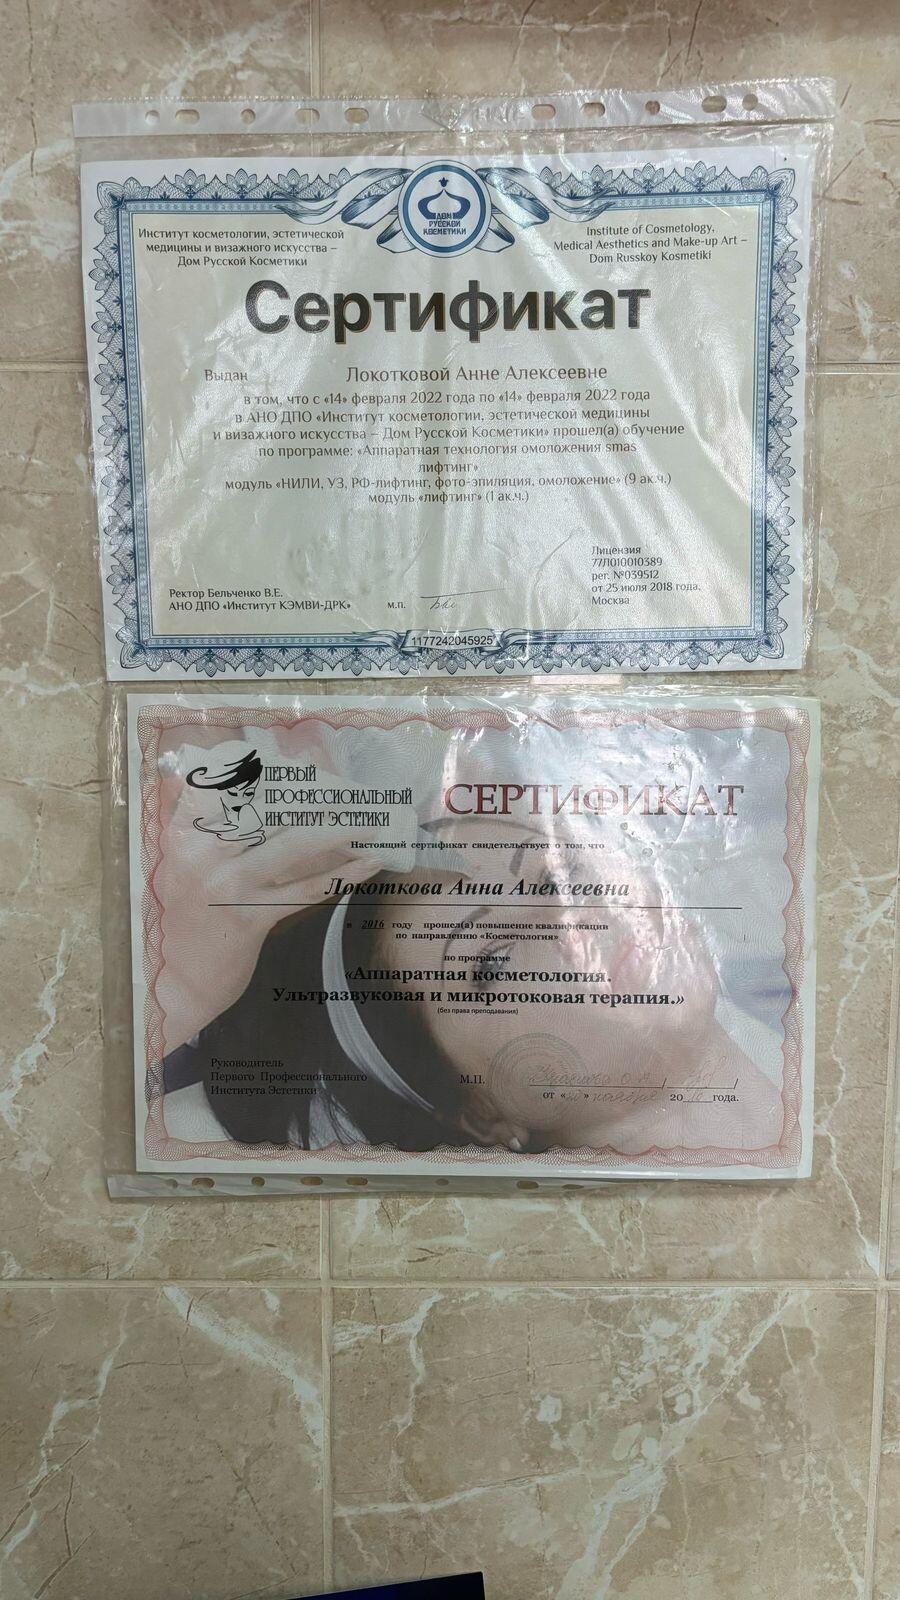 Институт косметологии, эстетической
медицины и визажного искусства –
Дом Русской Косметики
ДОМ
РУССКОЙ
КОСМЕТИКИ
Institute of Cosmetology,
Medical Aesthetics and Make-up Art –
Dom Russkoy Kosmetiki
Сертификат
Выдан Локотковой Анне Алексеевне
в том, что с «14» февраля 2022 года по «14» февраля 2022 года
в АНО ДПО «Институт косметологии, эстетической медицины
и визажного искусства – Дом Русской Косметики» прошел(а) обучение
по программе: «Аппаратная технология омоложения smas
лифтинг»
модуль «НИЛИ, УЗ, РФ-лифтинг, фото-эпиляция, омоложение» (9 ак.ч.)
модуль «лифтинг» (1 ак.ч.)
Лицензия
77Л010010389
рег. №039512
от 25 июля 2018 года.
Москва
Ректор Бельченко В.Е.
АНО ДПО «Институт КЭМВИ-ДРК» м.п.
1177242045925
ПЕРВЫЙ
ПРОФЕССИОНАЛЬНЫЙ
ИНСТИТУТ ЭСТЕТИКИ
СЕРТИФИКАТ
Настоящий сертификат свидетельствует о том, что
Локоткова Анна Алексеевна
в 2016 году прошел(а) повышение квалификации
по направлению «Косметология»
по программе
«Аппаратная косметология.
Ультразвуковая и микротоковая терапия.»
(без права преподавания)
Руководитель
Первого Профессионального
Института Эстетики
М.П.
от « » ноября 20 16 года.